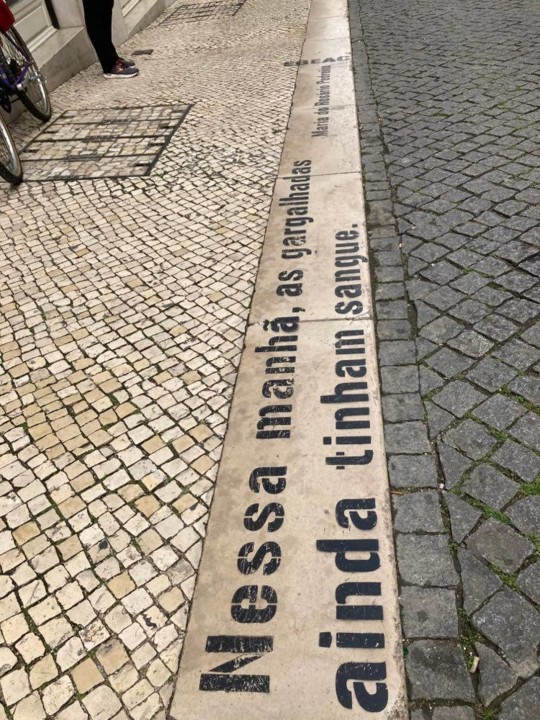 Nessa manhã, as gargalhadas
ainda tinham sangue.
Maria do Rosário Pedreira